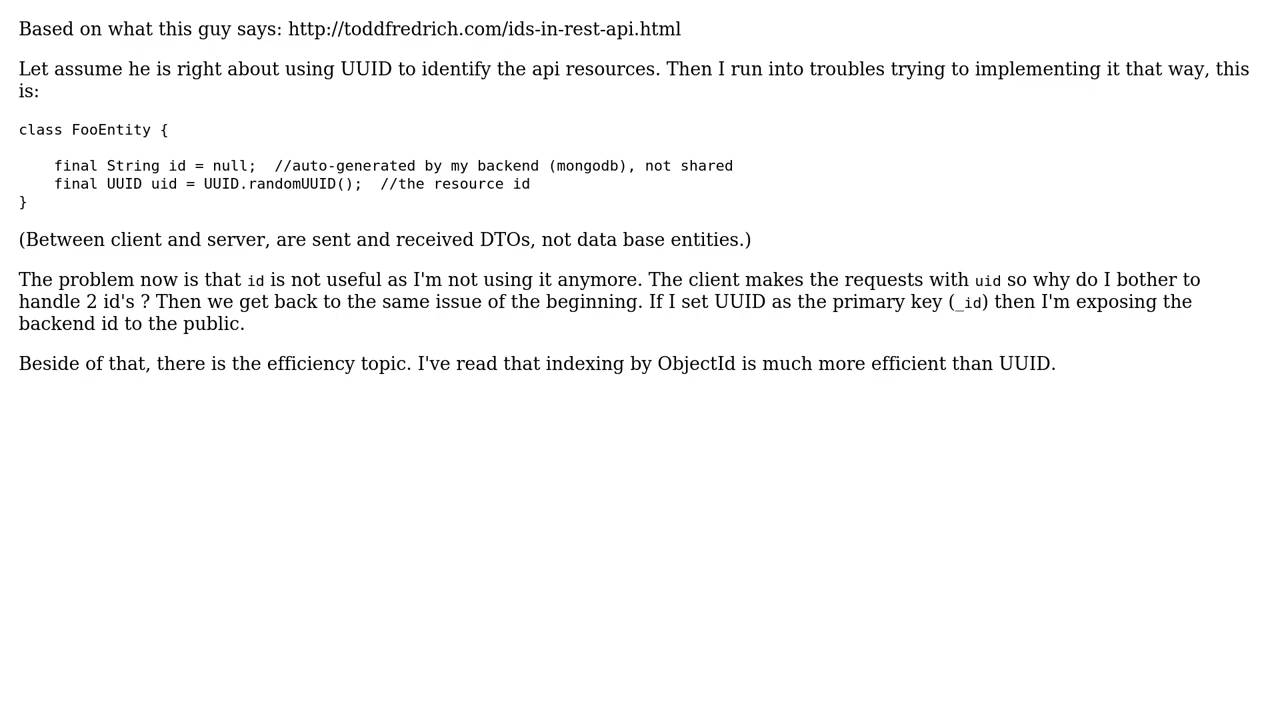 Based on what this guy says: http://toddfredrich.com/ids-in-rest-api.html
Let assume he is right about using UUID to identify the api resources. Then I run into troubles trying to implementing it that way, this
is:
class FooEntity {
    final String id = null;  //auto-generated by my backend (mongodb), not shared
    final UUID uid = UUID.randomUUID();  //the resource id
}
(Between client and server, are sent and received DTOs, not data base entities.)
The problem now is that id is not useful as I'm not using it anymore. The client makes the requests with uid so why do I bother to
handle 2 id's ? Then we get back to the same issue of the beginning. If I set UUID as the primary key (_id) then I'm exposing the
backend id to the public.
Beside of that, there is the efficiency topic. I've read that indexing by ObjectId is much more efficient than UUID.